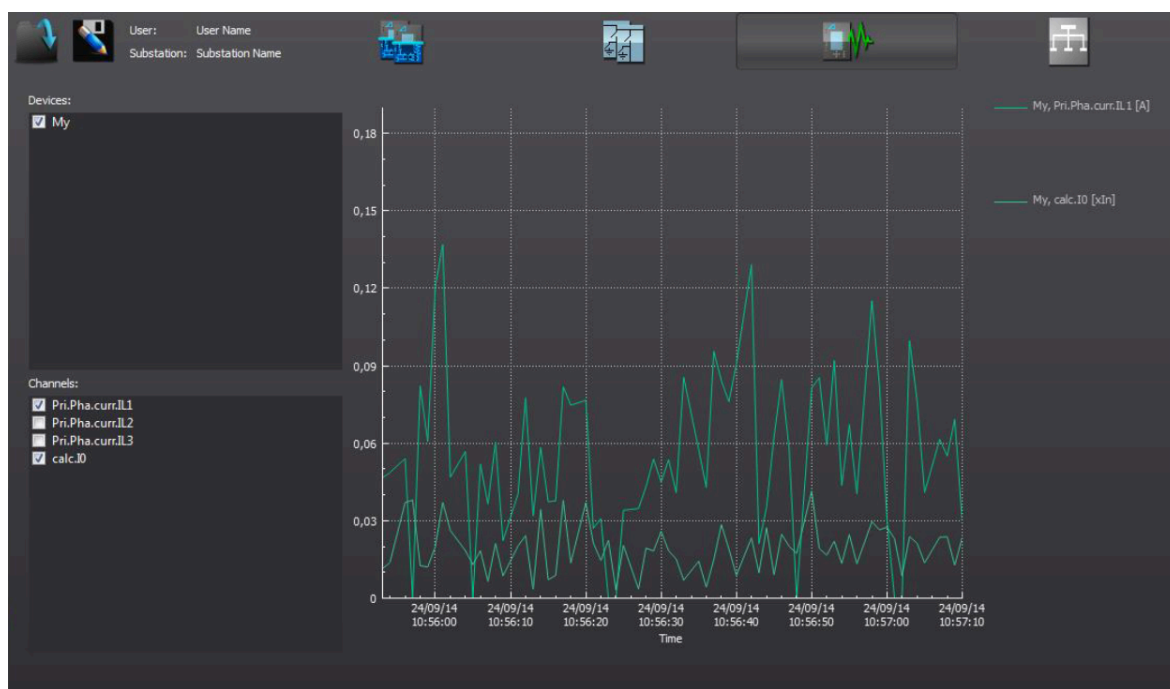 User: User Name
Substation: Substation Name
Devices:
My
Channels:
Pri.Pha.curr.IL1
Pri.Pha.curr.IL2
Pri.Pha.curr.IL3
calc.I0
0,18
0,15
0,12
0,09
0,06
0,03
0
24/09/14 24/09/14 24/09/14 24/09/14 24/09/14 24/09/14 24/09/14 24/09/14
10:56:00 10:56:10 10:56:20 10:56:30 10:56:40 10:56:50 10:57:00 10:57:10
Time
My, Pri.Pha.curr.IL1 [A]
My, calc.I0 [xIn]